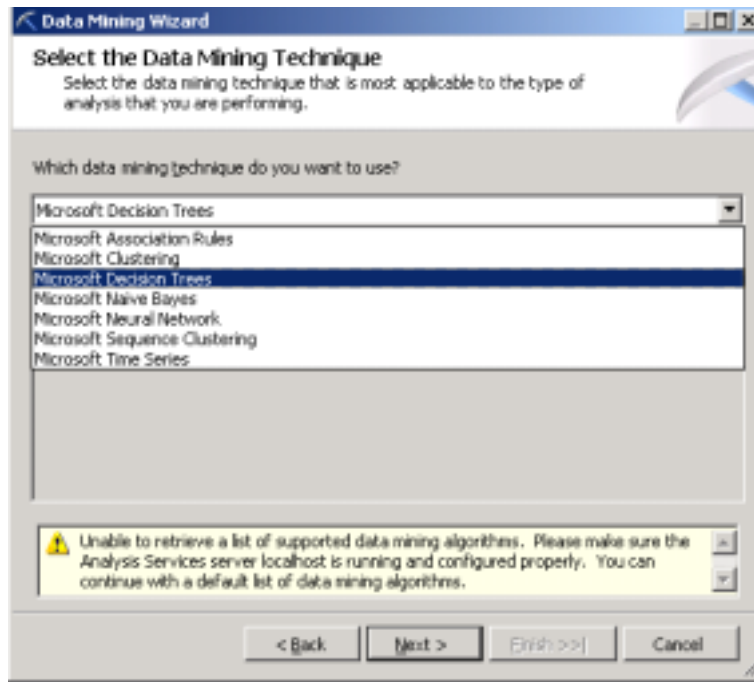 Data Mining Wizard
Select the Data Mining Technique
Select the data mining technique that is most applicable to the type of
analysis that you are performing.
Which data mining technique do you want to use?
Microsoft Decision Trees
Microsoft Association Rules
Microsoft Clustering
Microsoft Decision Trees
Microsoft Naive Bayes
Microsoft Neural Network
Microsoft Sequence Clustering
Microsoft Time Series
Unable to retrieve a list of supported data mining algorithms. Please make sure the
Analysis Services server localhost is running and configured properly. You can
continue with a default list of data mining algorithms.
< Back Next > Finish >>| Cancel